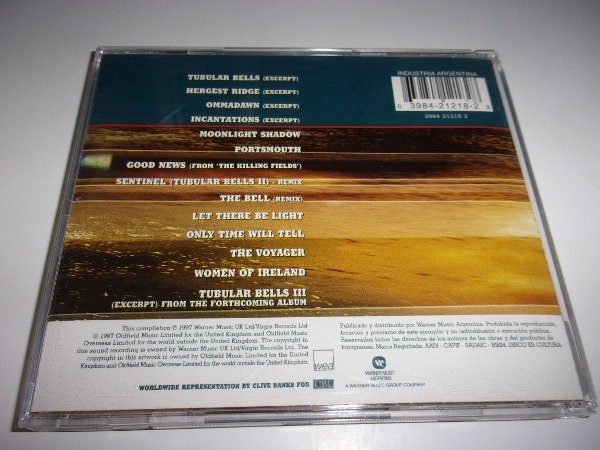 TUBULAR BELLS (EXCERPT)
HERGEST RIDGE (EXCERPT)
OMMADAWN (EXCERPT)
INCANTATIONS (EXCERPT)
MOONLIGHT SHADOW
PORTSMOUTH
GOOD NEWS (FROM 'THE KILLING FIELDS')
SENTINEL (TUBULAR BELLS II) - REMIX
THE BELL (REMIX)
LET THERE BE LIGHT
ONLY TIME WILL TELL
THE VOYAGER
WOMEN OF IRELAND
TUBULAR BELLS III
(EXCERPT) FROM THE FORTHCOMING ALBUM
INDUSTRIA ARGENTINA
6 3984-21218-2 8
3984 21218 2
This compilation ℗ 1997 Warner Music UK Ltd/Virgin Records Ltd
© 1997 Oldfield Music Limited for the United Kingdom and Oldfield Music
Overseas Limited for the world outside the United Kingdom. The copyright in
this sound recording is owned by Warner Music UK Ltd/Virgin Records Ltd. The
copyright in this artwork is owned by Oldfield Music Limited for the United
Kingdom and Oldfield Music Overseas Limited for the world outside the United Kingdom.
WORLDWIDE REPRESENTATION BY CLIVE BANKS FOR CBL
wea
Publicado y distribuido por Warner Music Argentina. Prohibida la reproducción,
locación y préstamo de este ejemplar y su radiodifusión o ejecución pública.
Reservados todos los derechos de los autores de las obras y del productor de
fonogramas. Marca Registrada. AADI - CAPIF - SADAIC - BIEM. DISCO ES CULTURA.
WARNER MUSIC
ARGENTINA
A WARNER MUSIC GROUP COMPANY